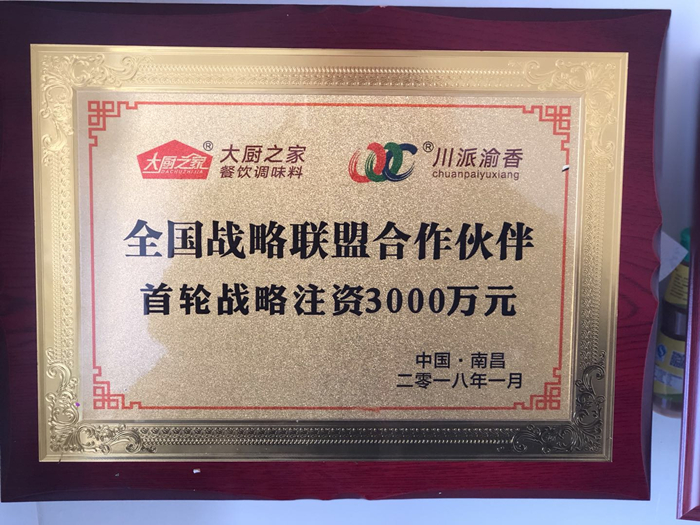 大厨之家®
DACHUZHIJIA
大厨之家
餐饮调味料
®川派渝香
chuanpaiyuxiang
全国战略联盟合作伙伴
首轮战略注资3000万元
中国·南昌
二零一八年一月